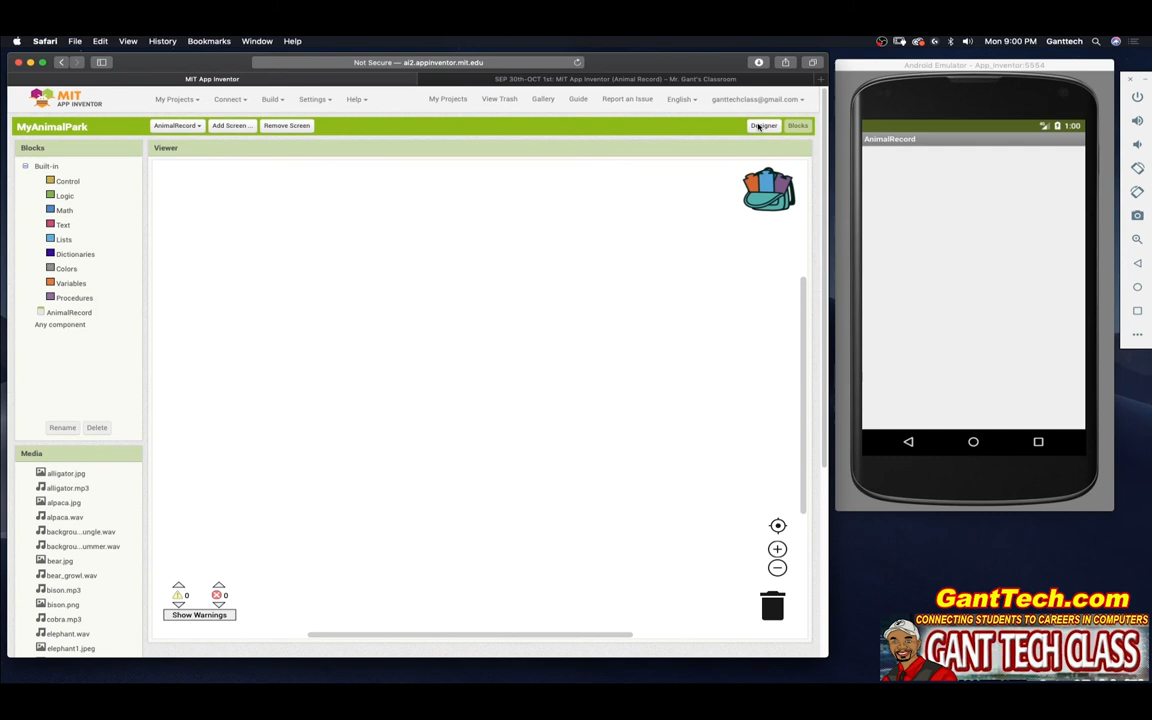 Safari File Edit View History Bookmarks Window Help Mon 9:00 PM Ganttech
Not Secure — ai2.appinventor.mit.edu
MIT App Inventor SEP 30th-OCT 1st: MIT App Inventor (Animal Record) – Mr. Gant's Classroom
Android Emulator - App_Inventor:5554
MIT
APP
INVENTOR
My Projects Connect Build Settings Help My Projects View Trash Gallery Guide Report an Issue English ganttechclass@gmail.com
MyAnimalPark AnimalRecord Add Screen ... Remove Screen Designer Blocks
Blocks
Viewer
Built-in
Control
Logic
Math
Text
Lists
Dictionaries
Colors
Variables
Procedures
AnimalRecord
Any component
Rename Delete
Media
alligator.jpg
alligator.mp3
alpaca.jpg
alpaca.wav
backgrou...ungle.wav
backgrou...ummer.wav
bear.jpg
bear_growl.wav
bison.mp3
bison.png
cobra.mp3
elephant.wav
elephant1.jpeg
0 0
Show Warnings
1:00
AnimalRecord
GantTech.com
CONNECTING STUDENTS TO CAREERS IN COMPUTERS
GANT TECH CLASS